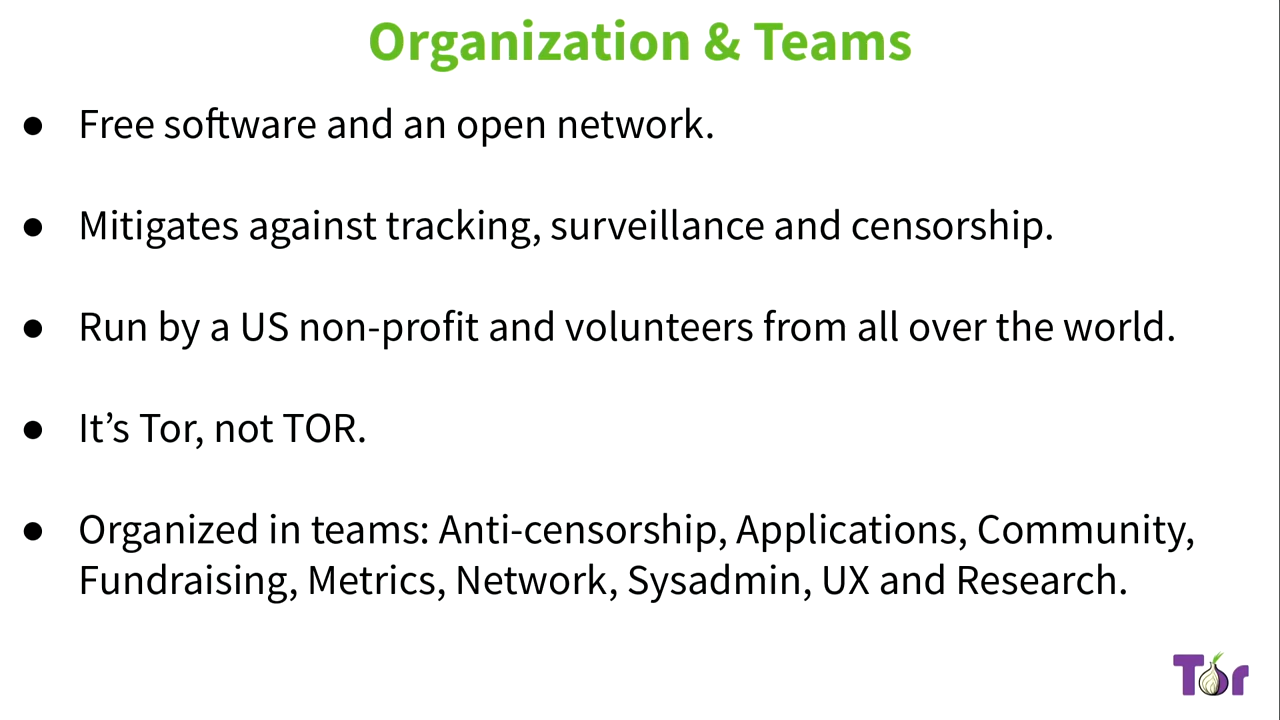 Organization & Teams
● Free software and an open network.
● Mitigates against tracking, surveillance and censorship.
● Run by a US non-profit and volunteers from all over the world.
● It’s Tor, not TOR.
● Organized in teams: Anti-censorship, Applications, Community,
Fundraising, Metrics, Network, Sysadmin, UX and Research.
Tor